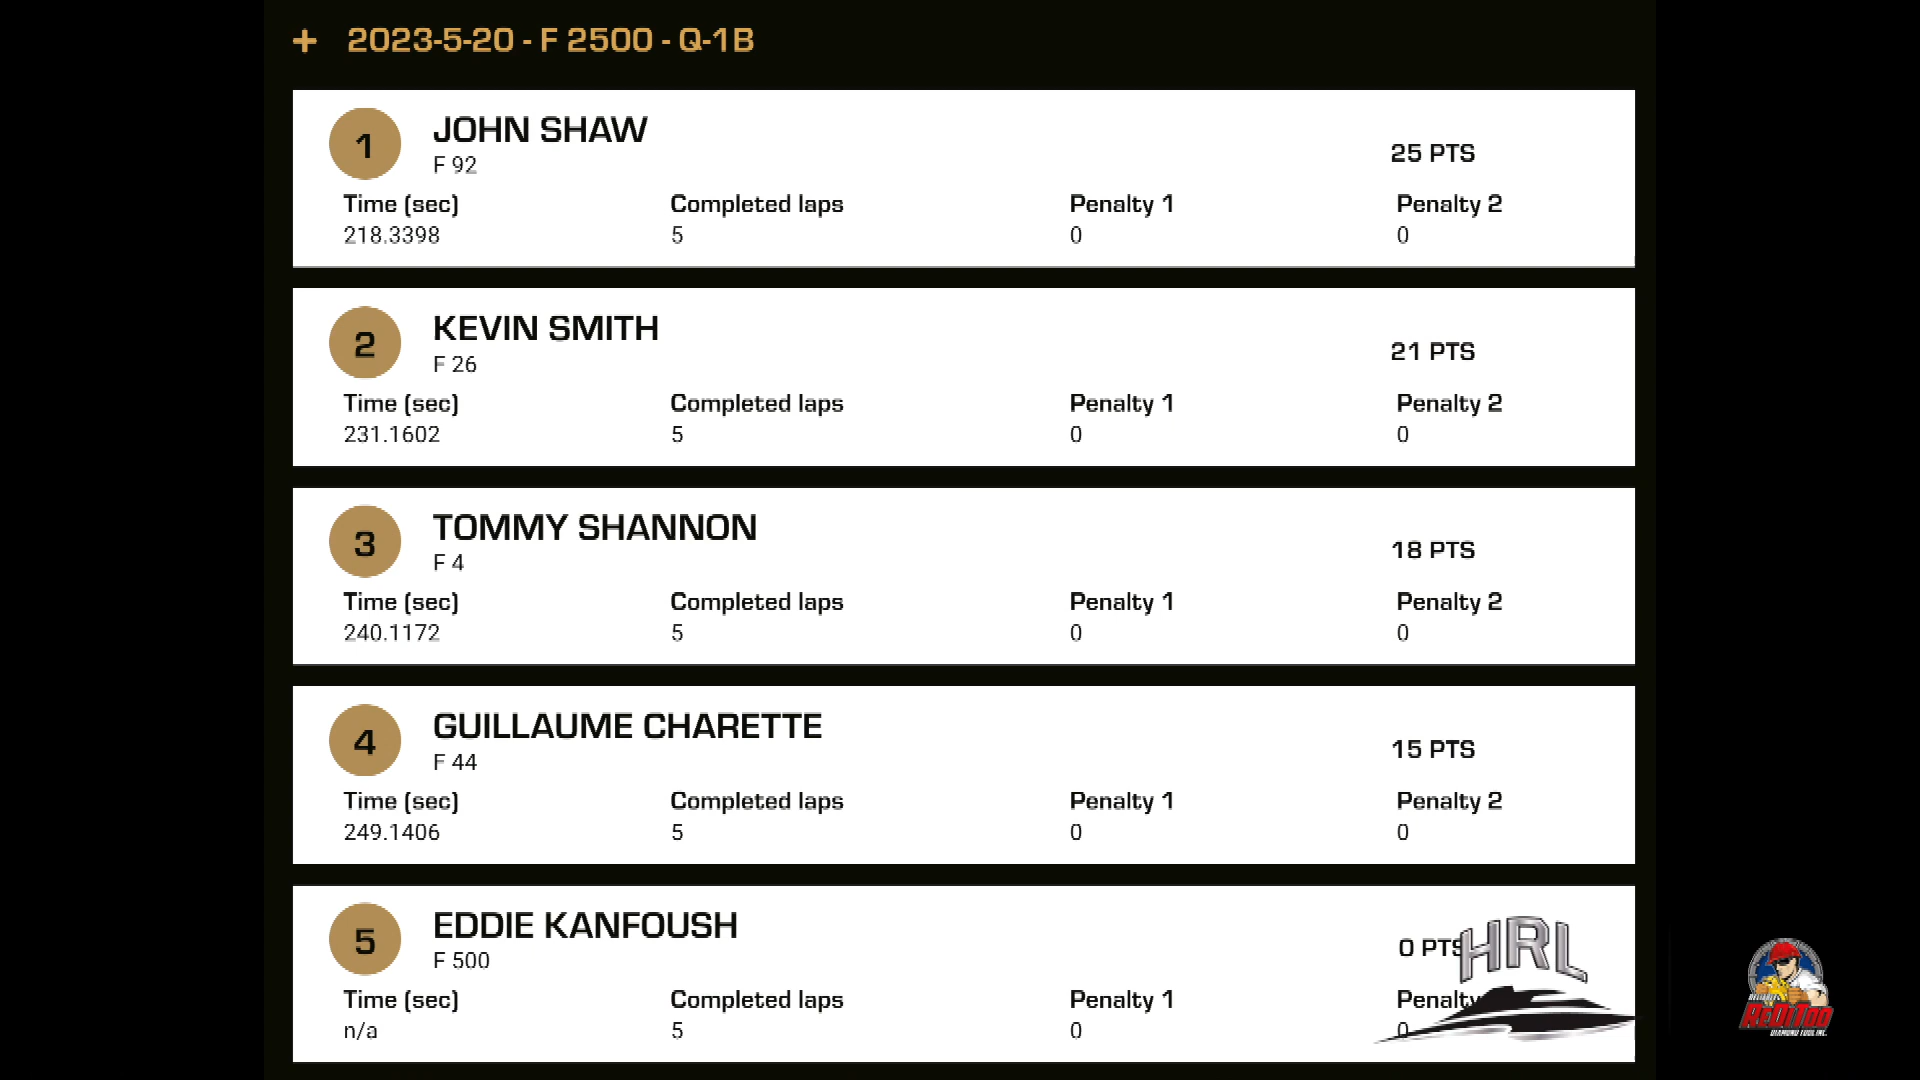 + 2023-5-20 - F 2500 - Q-1B
1 JOHN SHAW
F 92
25 PTS
Time (sec) Completed laps Penalty 1 Penalty 2
218.3398 5 0 0
2 KEVIN SMITH
F 26
21 PTS
Time (sec) Completed laps Penalty 1 Penalty 2
231.1602 5 0 0
3 TOMMY SHANNON
F 4
18 PTS
Time (sec) Completed laps Penalty 1 Penalty 2
240.1172 5 0 0
4 GUILLAUME CHARETTE
F 44
15 PTS
Time (sec) Completed laps Penalty 1 Penalty 2
249.1406 5 0 0
5 EDDIE KANFOUSH
F 500
0 PTS
HRL
Time (sec) Completed laps Penalty 1 Penalty
n/a 5 0 0
REDITOO
DIAMOND TOOL INC.